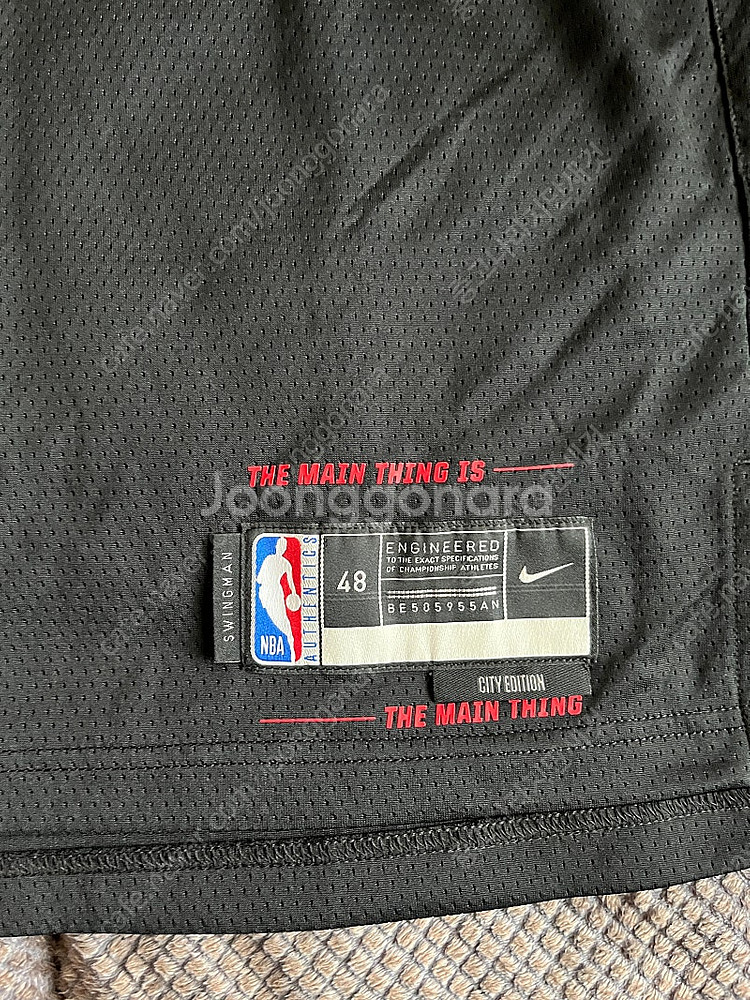 THE MAIN THING IS
Joonggonara
SWINGMAN
NBA
AUTHENTICS
48
ENGINEERED
TO THE EXACT SPECIFICATIONS
OF CHAMPIONSHIP ATHLETES
BE505955AN
CITY EDITION
THE MAIN THING